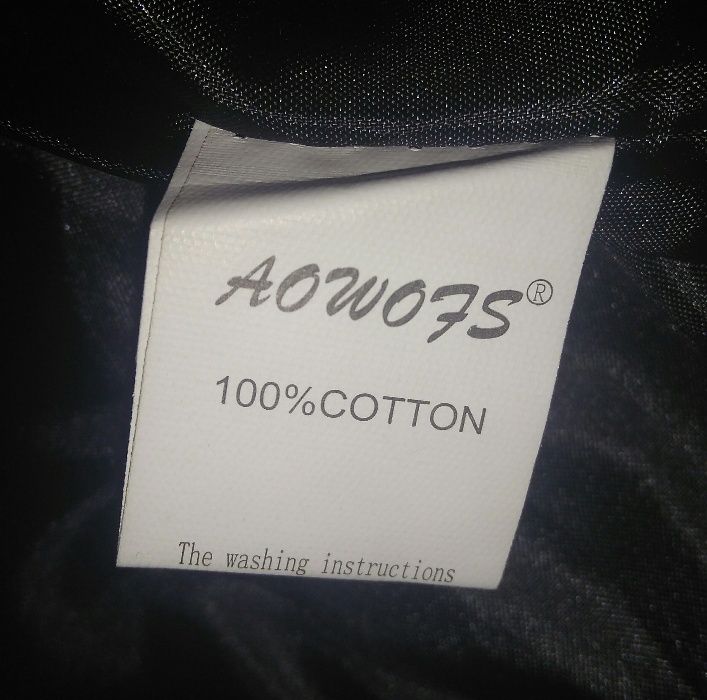 AOWOFS®
100%COTTON
The washing instructions